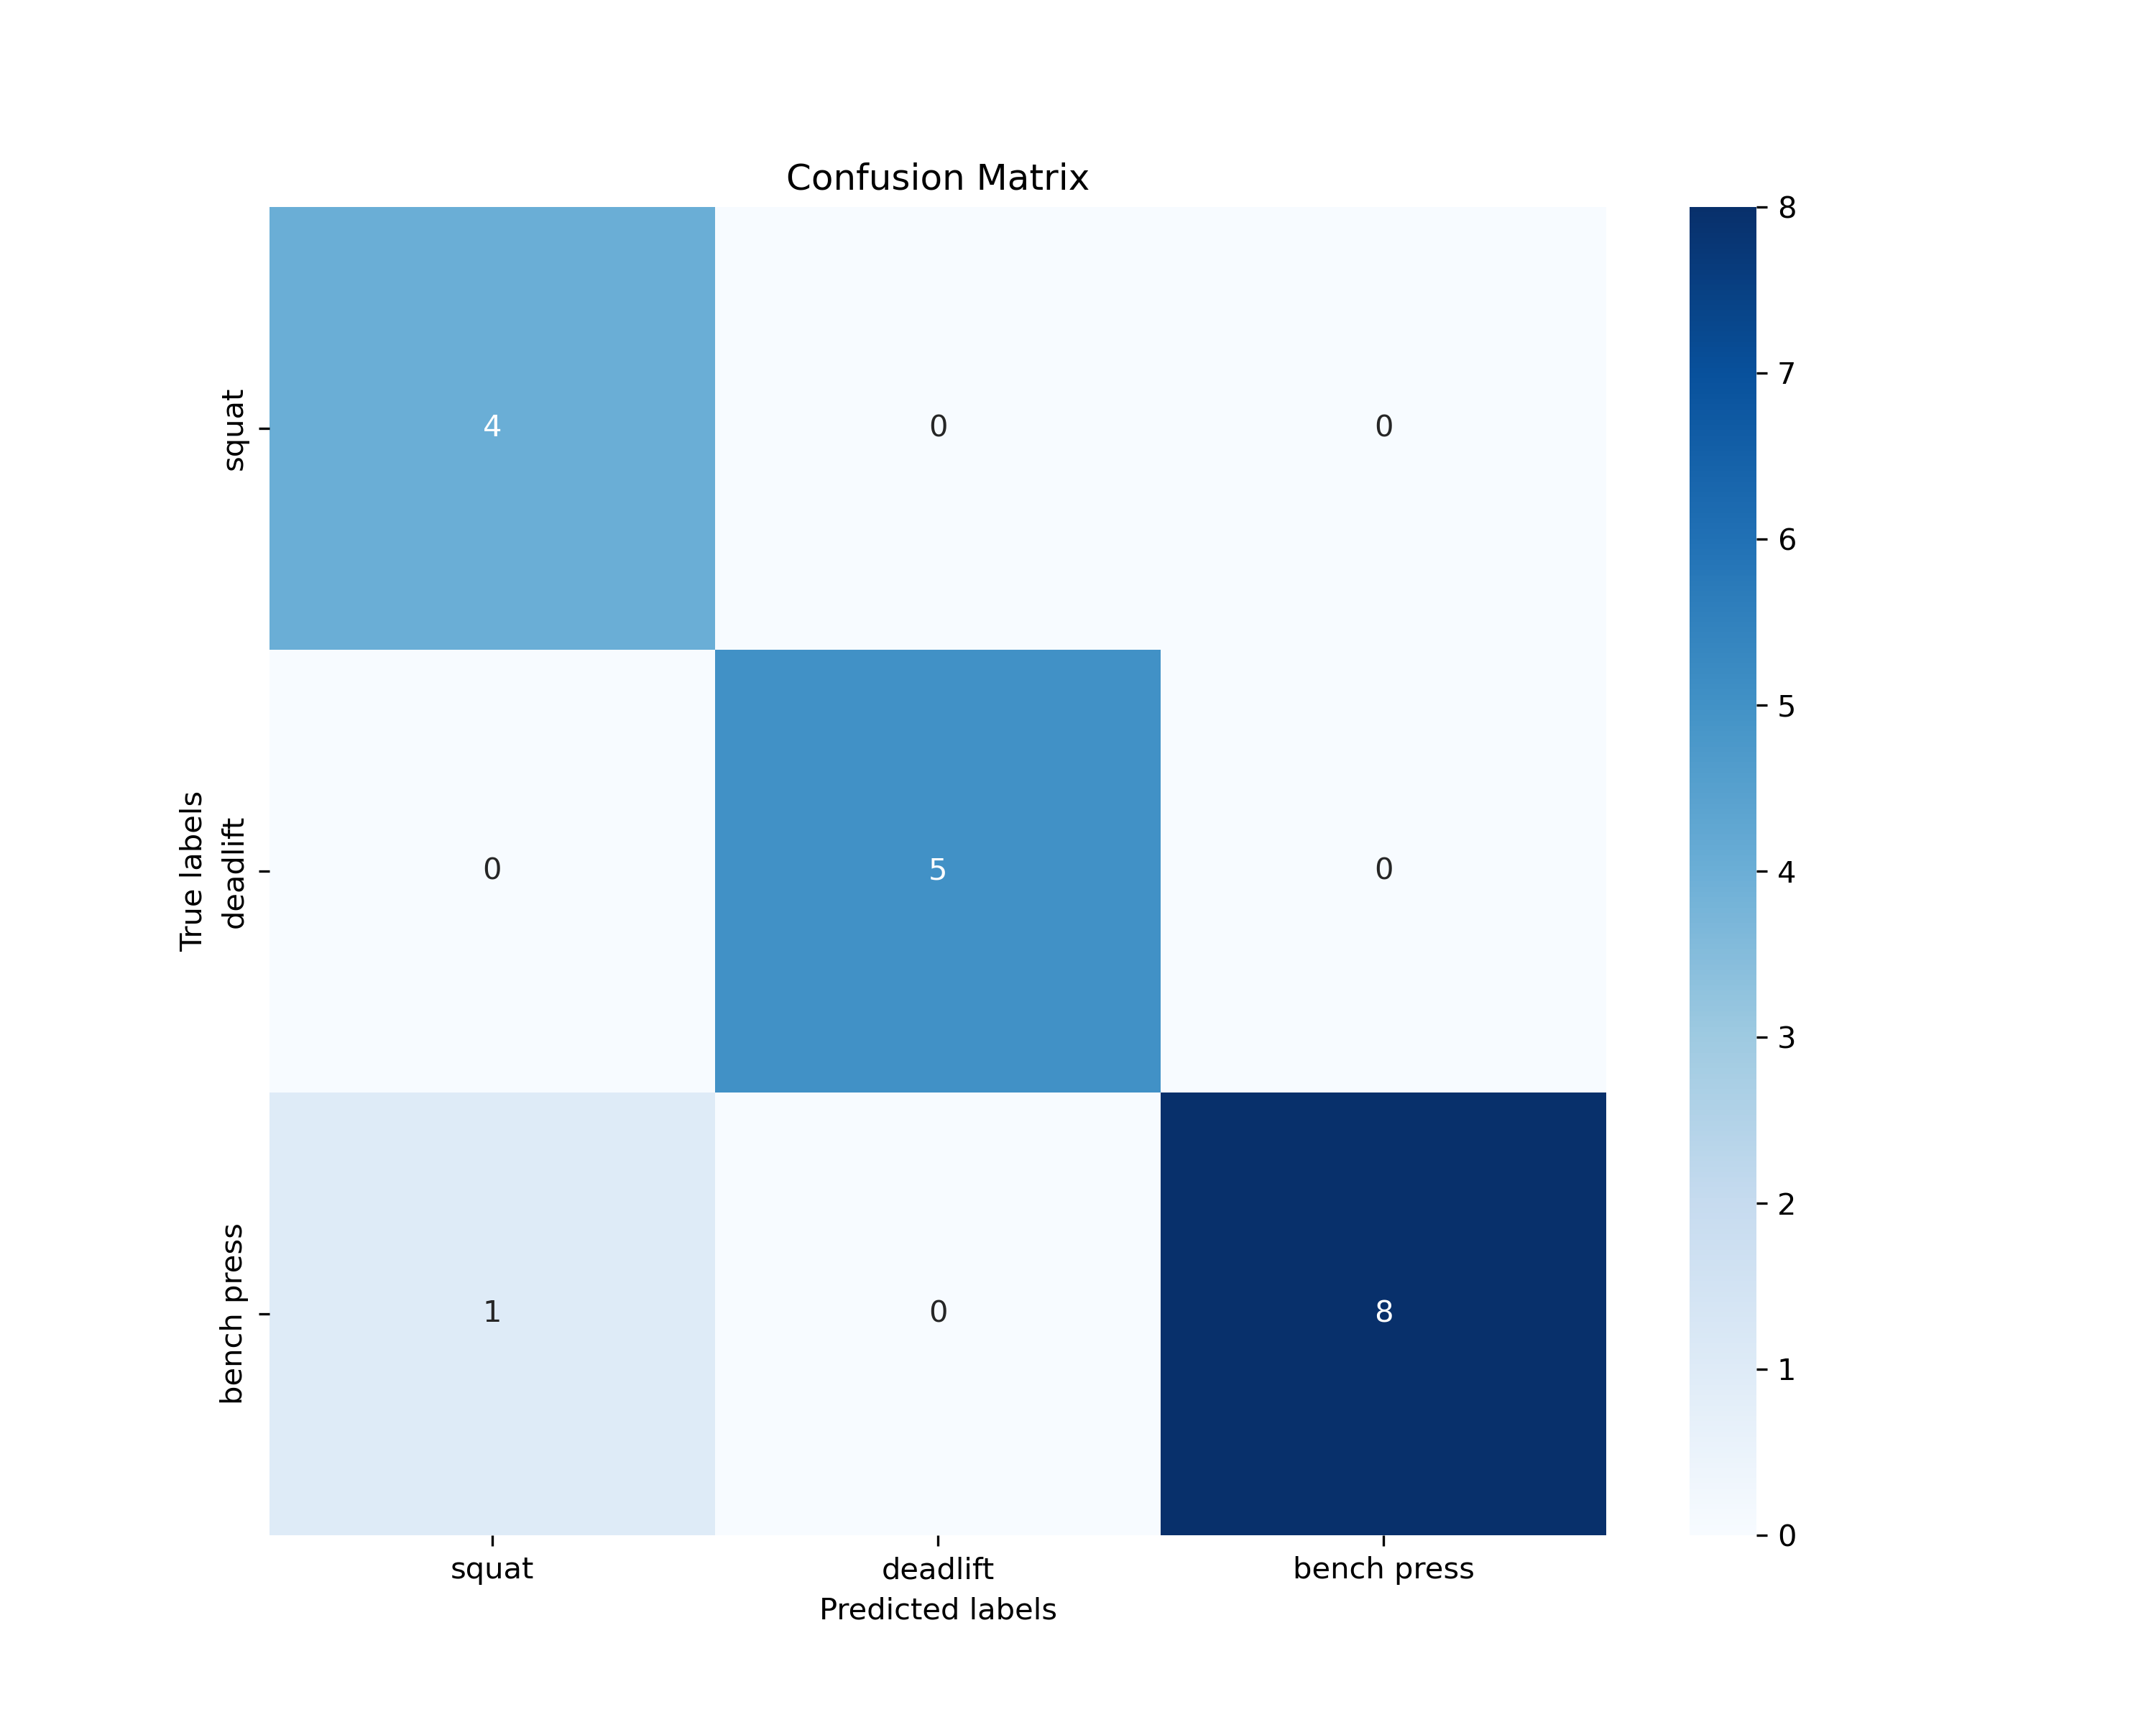 Confusion Matrix
True labels
squat
4 0 0
deadlift
0 5 0
bench press
1 0 8
squat deadlift bench press
Predicted labels
8
7
6
5
4
3
2
1
0